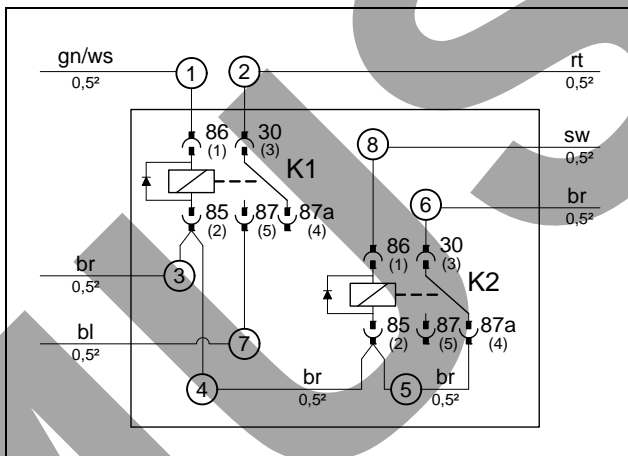 gn/ws
0,5²
1
2
rt
0,5²
86
(1)
30
(3)
K1
8
sw
0,5²
85
(2)
87
(5)
87a
(4)
6
br
0,5²
br
0,5²
3
86
(1)
30
(3)
K2
bl
0,5²
7
85
(2)
87
(5)
87a
(4)
4
br
0,5²
5
br
0,5²